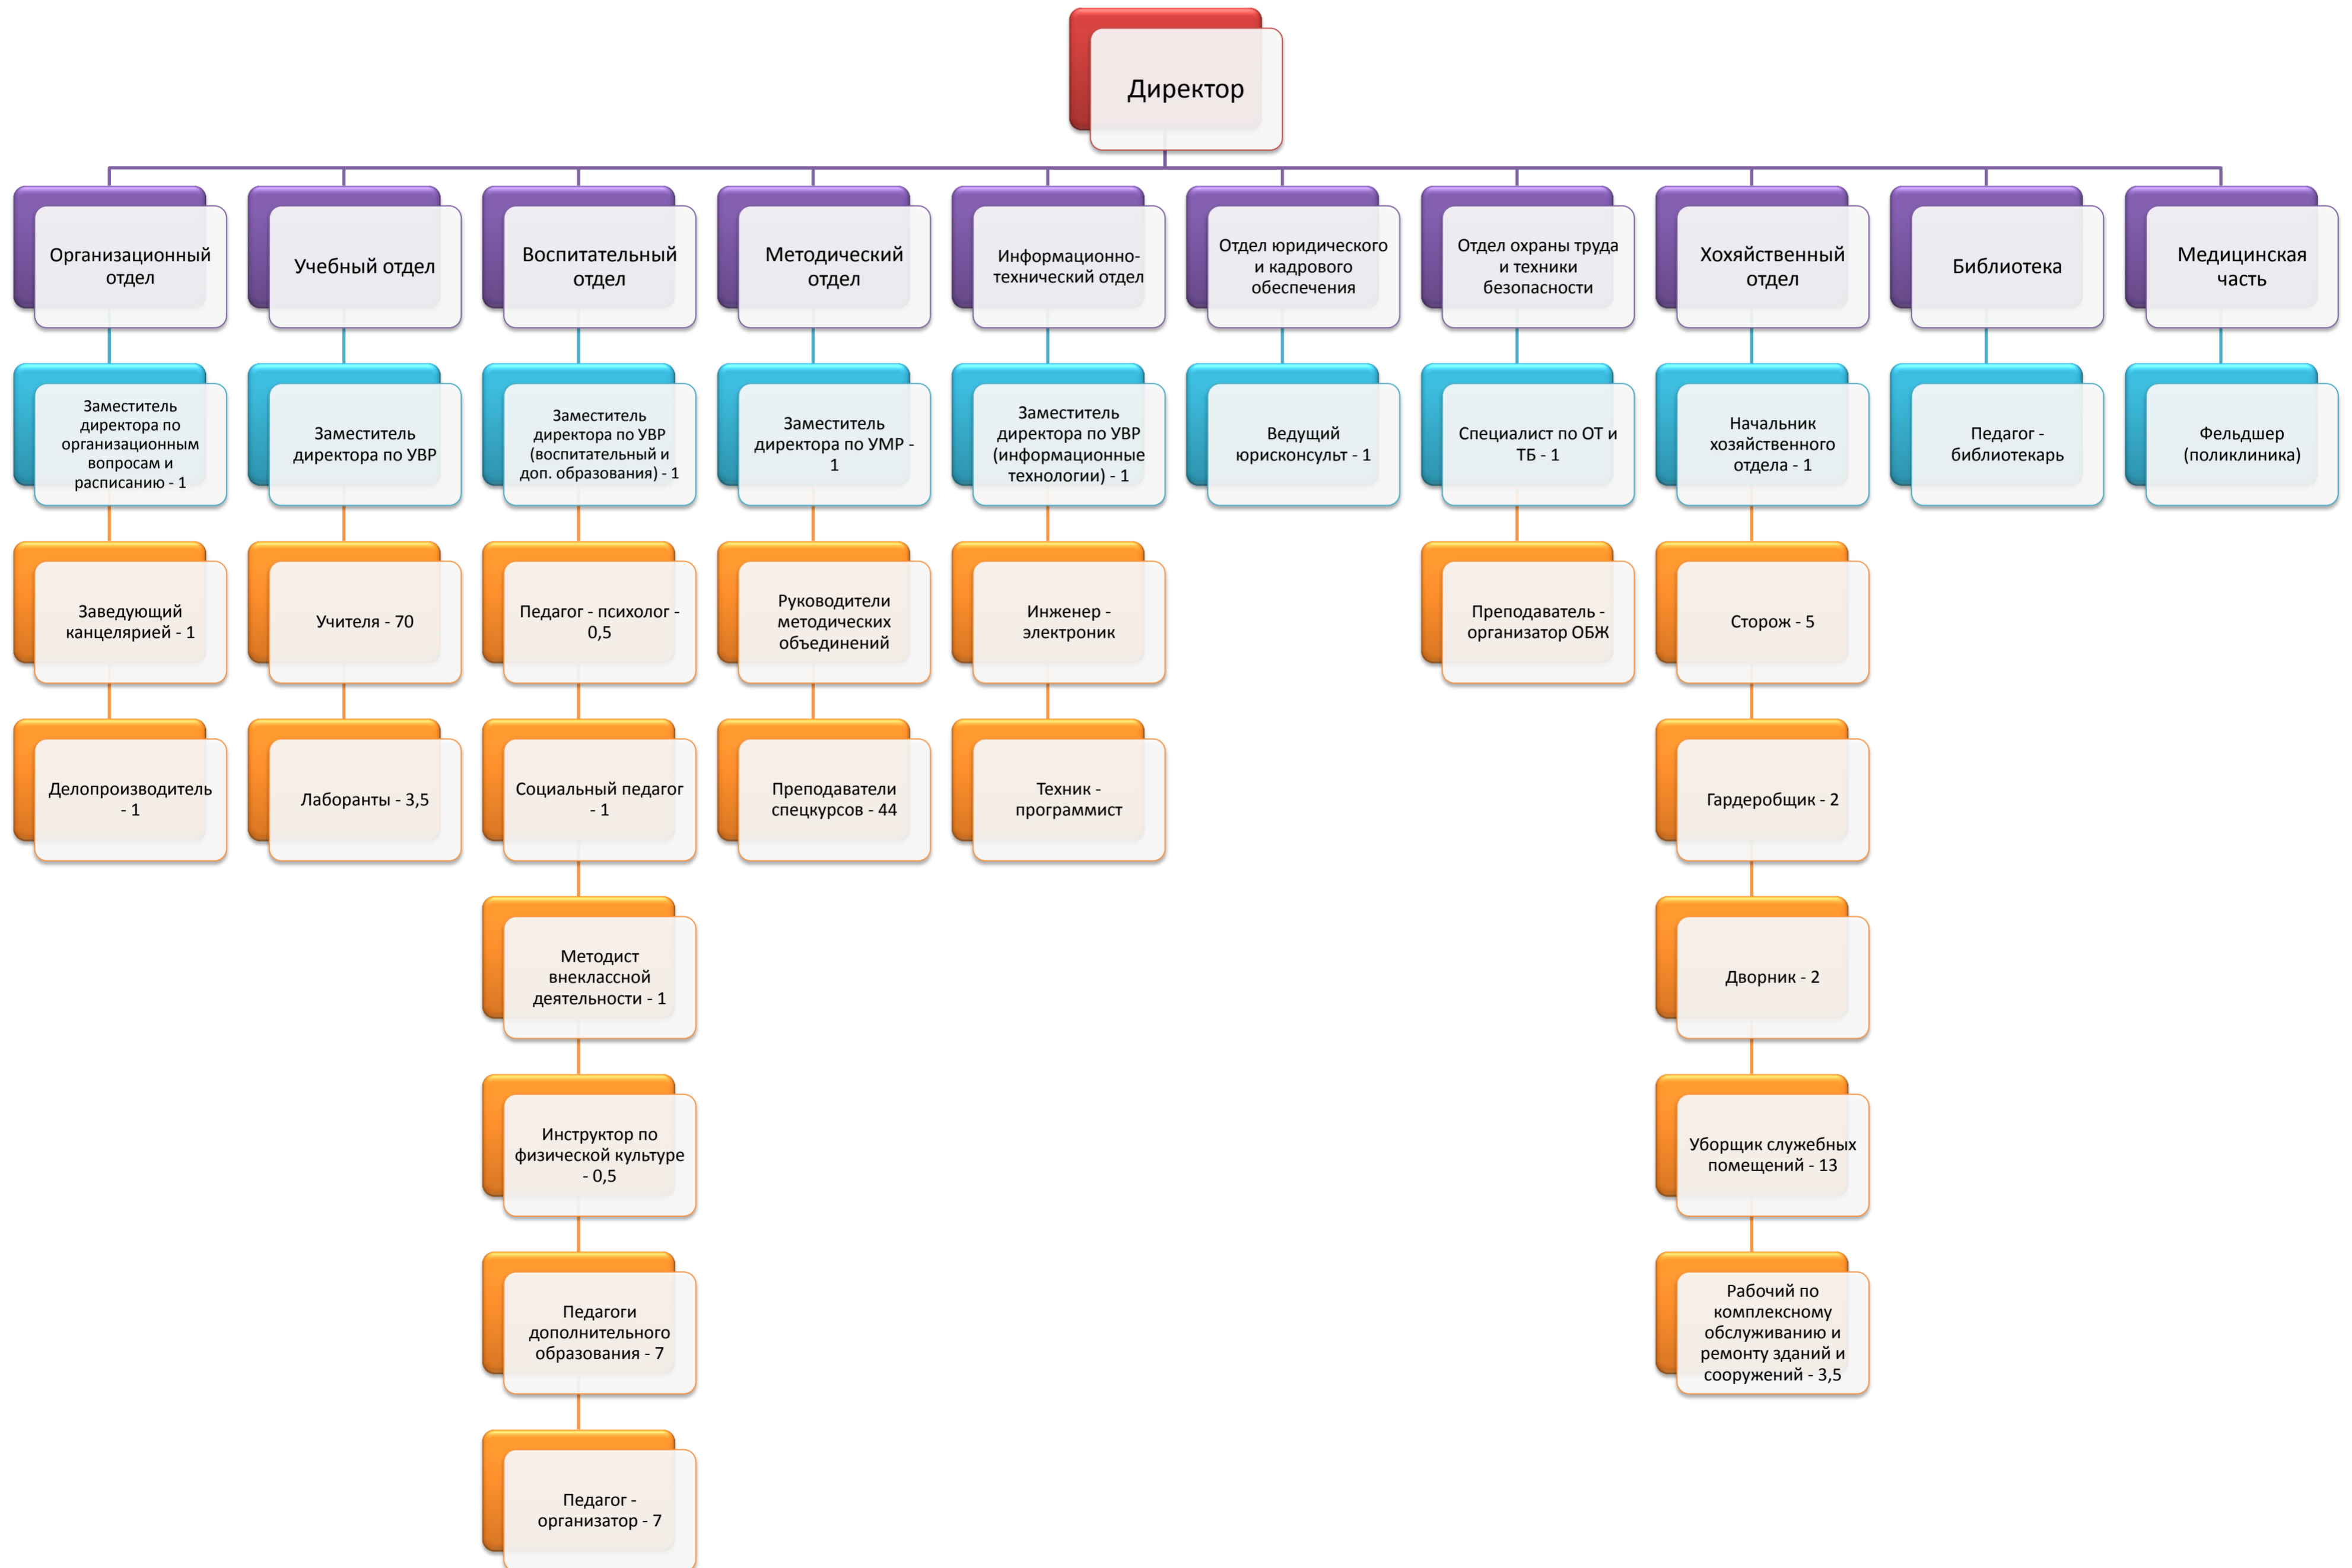 Директор
Организационный
отдел
Учебный отдел
Воспитательный
отдел
Методический
отдел
Информационно-
технический отдел
Отдел юридического
и кадрового
обеспечения
Отдел охраны труда
и техники
безопасности
Хохяйственный
отдел
Библиотека
Медицинская
часть
Заместитель
директора по
организационным
вопросам и
расписанию - 1
Заместитель
директора по УВР
Заместитель
директора по УВР
(воспитательный и
доп. образования) - 1
Заместитель
директора по УМР -
1
Заместитель
директора по УВР
(информационные
технологии) - 1
Ведущий
юрисконсульт - 1
Специалист по ОТ и
ТБ - 1
Начальник
хозяйственного
отдела - 1
Педагог -
библиотекарь
Фельдшер
(поликлиника)
Заведующий
канцелярией - 1
Учителя - 70
Педагог - психолог -
0,5
Руководители
методических
объединений
Инженер -
электроник
Преподаватель -
организатор ОБЖ
Сторож - 5
Делопроизводитель
- 1
Лаборанты - 3,5
Социальный педагог
- 1
Преподаватели
спецкурсов - 44
Техник -
программист
Гардеробщик - 2
Методист
внеклассной
деятельности - 1
Дворник - 2
Инструктор по
физической культуре
- 0,5
Уборщик служебных
помещений - 13
Педагоги
дополнительного
образования - 7
Рабочий по
комплексному
обслуживанию и
ремонту зданий и
сооружений - 3,5
Педагог -
организатор - 7